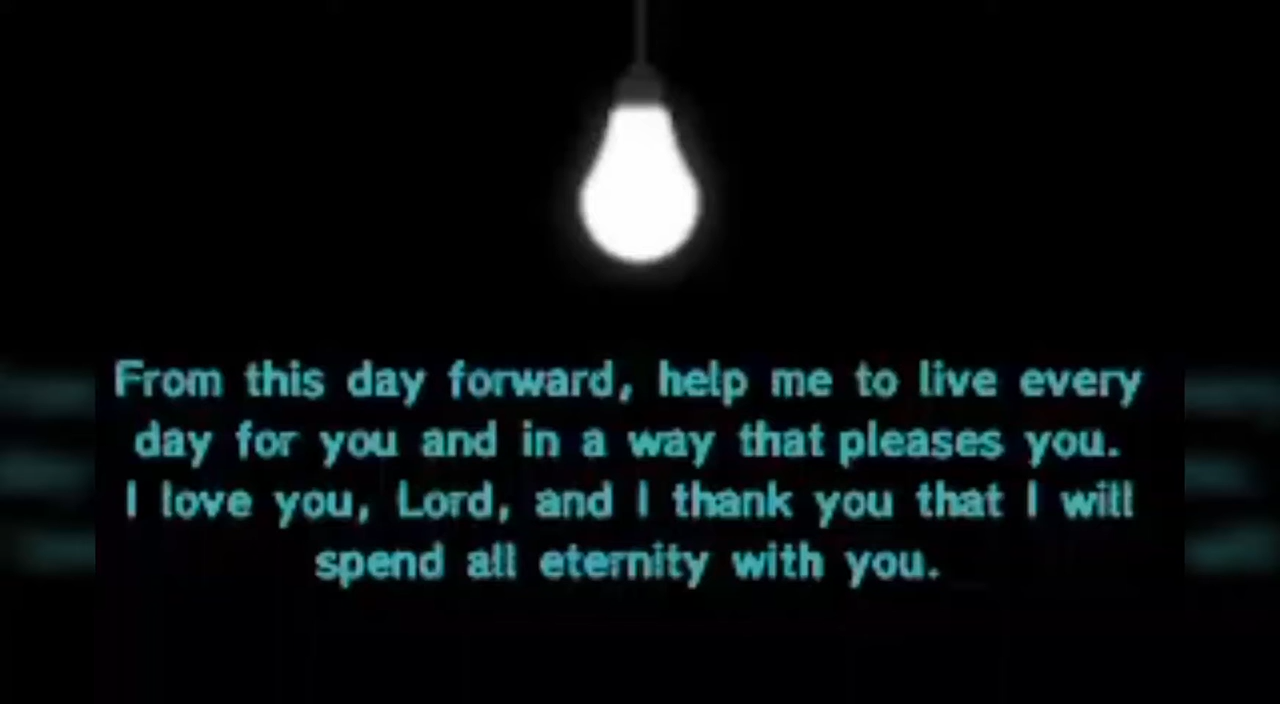 From this day forward, help me to live every
day for you and in a way that pleases you.
I love you, Lord, and I thank you that I will
spend all eternity with you.